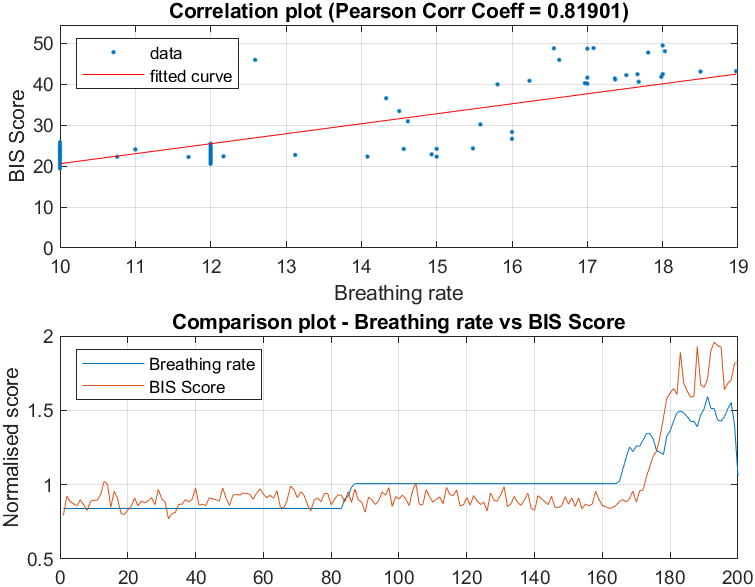 Correlation plot (Pearson Corr Coeff = 0.81901)
50
40
30
20
10
0
BIS Score
data
fitted curve
10 11 12 13 14 15 16 17 18 19
Breathing rate
Comparison plot - Breathing rate vs BIS Score
2
1.5
1
0.5
Normalised score
Breathing rate
BIS Score
0 20 40 60 80 100 120 140 160 180 200